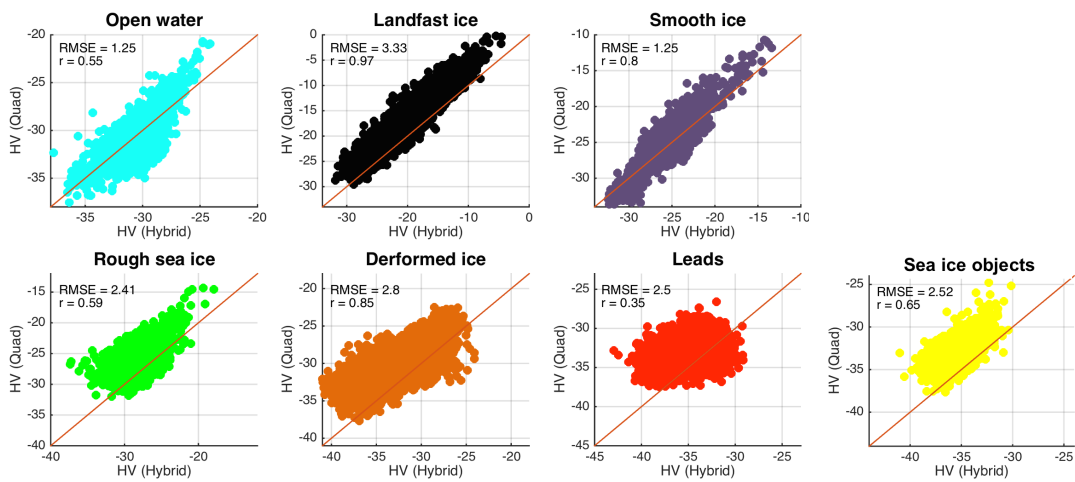 Open water
RMSE = 1.25
r = 0.55
-20
-25
-30
-35
HV (Quad)
-35
-30
-25
-20
HV (Hybrid)
Landfast ice
RMSE = 3.33
r = 0.97
0
-5
-10
-15
-20
-25
-30
HV (Quad)
-30
-20
-10
0
HV (Hybrid)
Smooth ice
RMSE = 1.25
r = 0.8
-10
-15
-20
-25
-30
HV (Quad)
-30
-25
-20
-15
-10
HV (Hybrid)
Rough sea ice
RMSE = 2.41
r = 0.59
-15
-20
-25
-30
-35
-40
HV (Quad)
-40
-30
-20
HV (Hybrid)
Derformed ice
RMSE = 2.8
r = 0.85
-20
-25
-30
-35
-40
HV (Quad)
-40
-35
-30
-25
-20
HV (Hybrid)
Leads
RMSE = 2.5
r = 0.35
-25
-30
-35
-40
-45
HV (Quad)
-45
-40
-35
-30
-25
HV (Hybrid)
Sea ice objects
RMSE = 2.52
r = 0.65
-25
-30
-35
-40
HV (Quad)
-40
-35
-30
-25
HV (Hybrid)